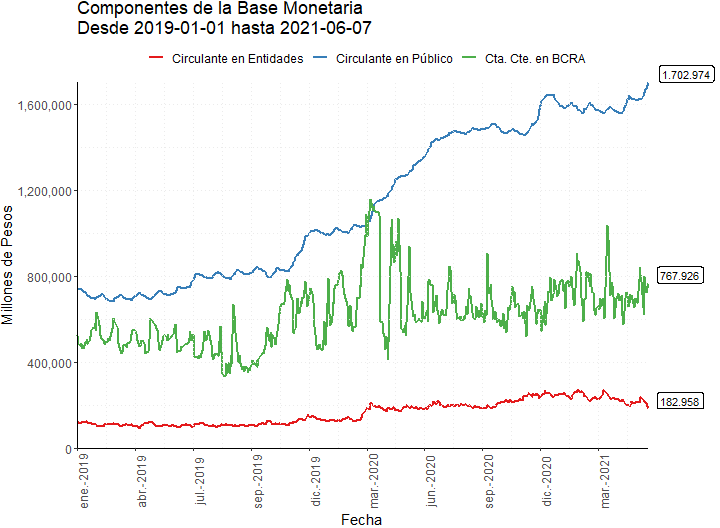 Componentes de la Base Monetaria
Desde 2019-01-01 hasta 2021-06-07
Circulante en Entidades Circulante en Público Cta. Cte. en BCRA
1.702.974
1,600,000
1,200,000
800,000
767.926
400,000
182.958
0
Millones de Pesos
ene.-2019 abr.-2019 jul.-2019 sep.-2019 dic.-2019 mar.-2020 jun.-2020 sep.-2020 dic.-2020 mar.-2021
Fecha